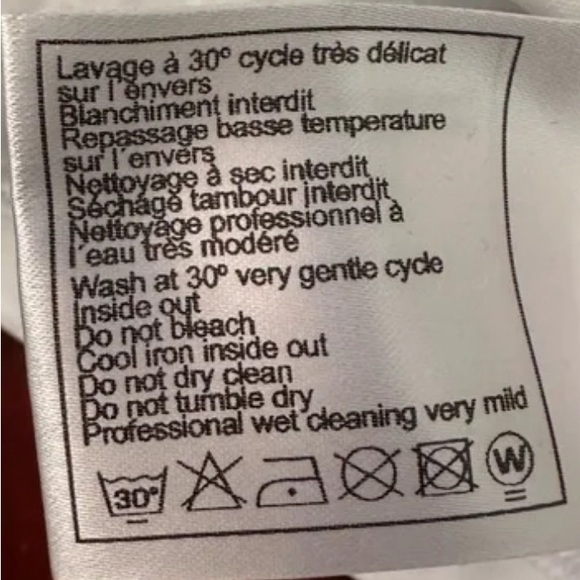 Lavage à 30° cycle très délicat
sur l'envers
Blanchiment interdit
Repassage basse temperature
sur l'envers
Nettoyage à sec interdit
Séchage tambour interdit
Nettoyage professionnel à
l'eau très modéré
Wash at 30° very gentle cycle
Inside out
Do not bleach
Cool iron inside out
Do not dry clean
Do not tumble dry
Professional wet cleaning very mild
30° W